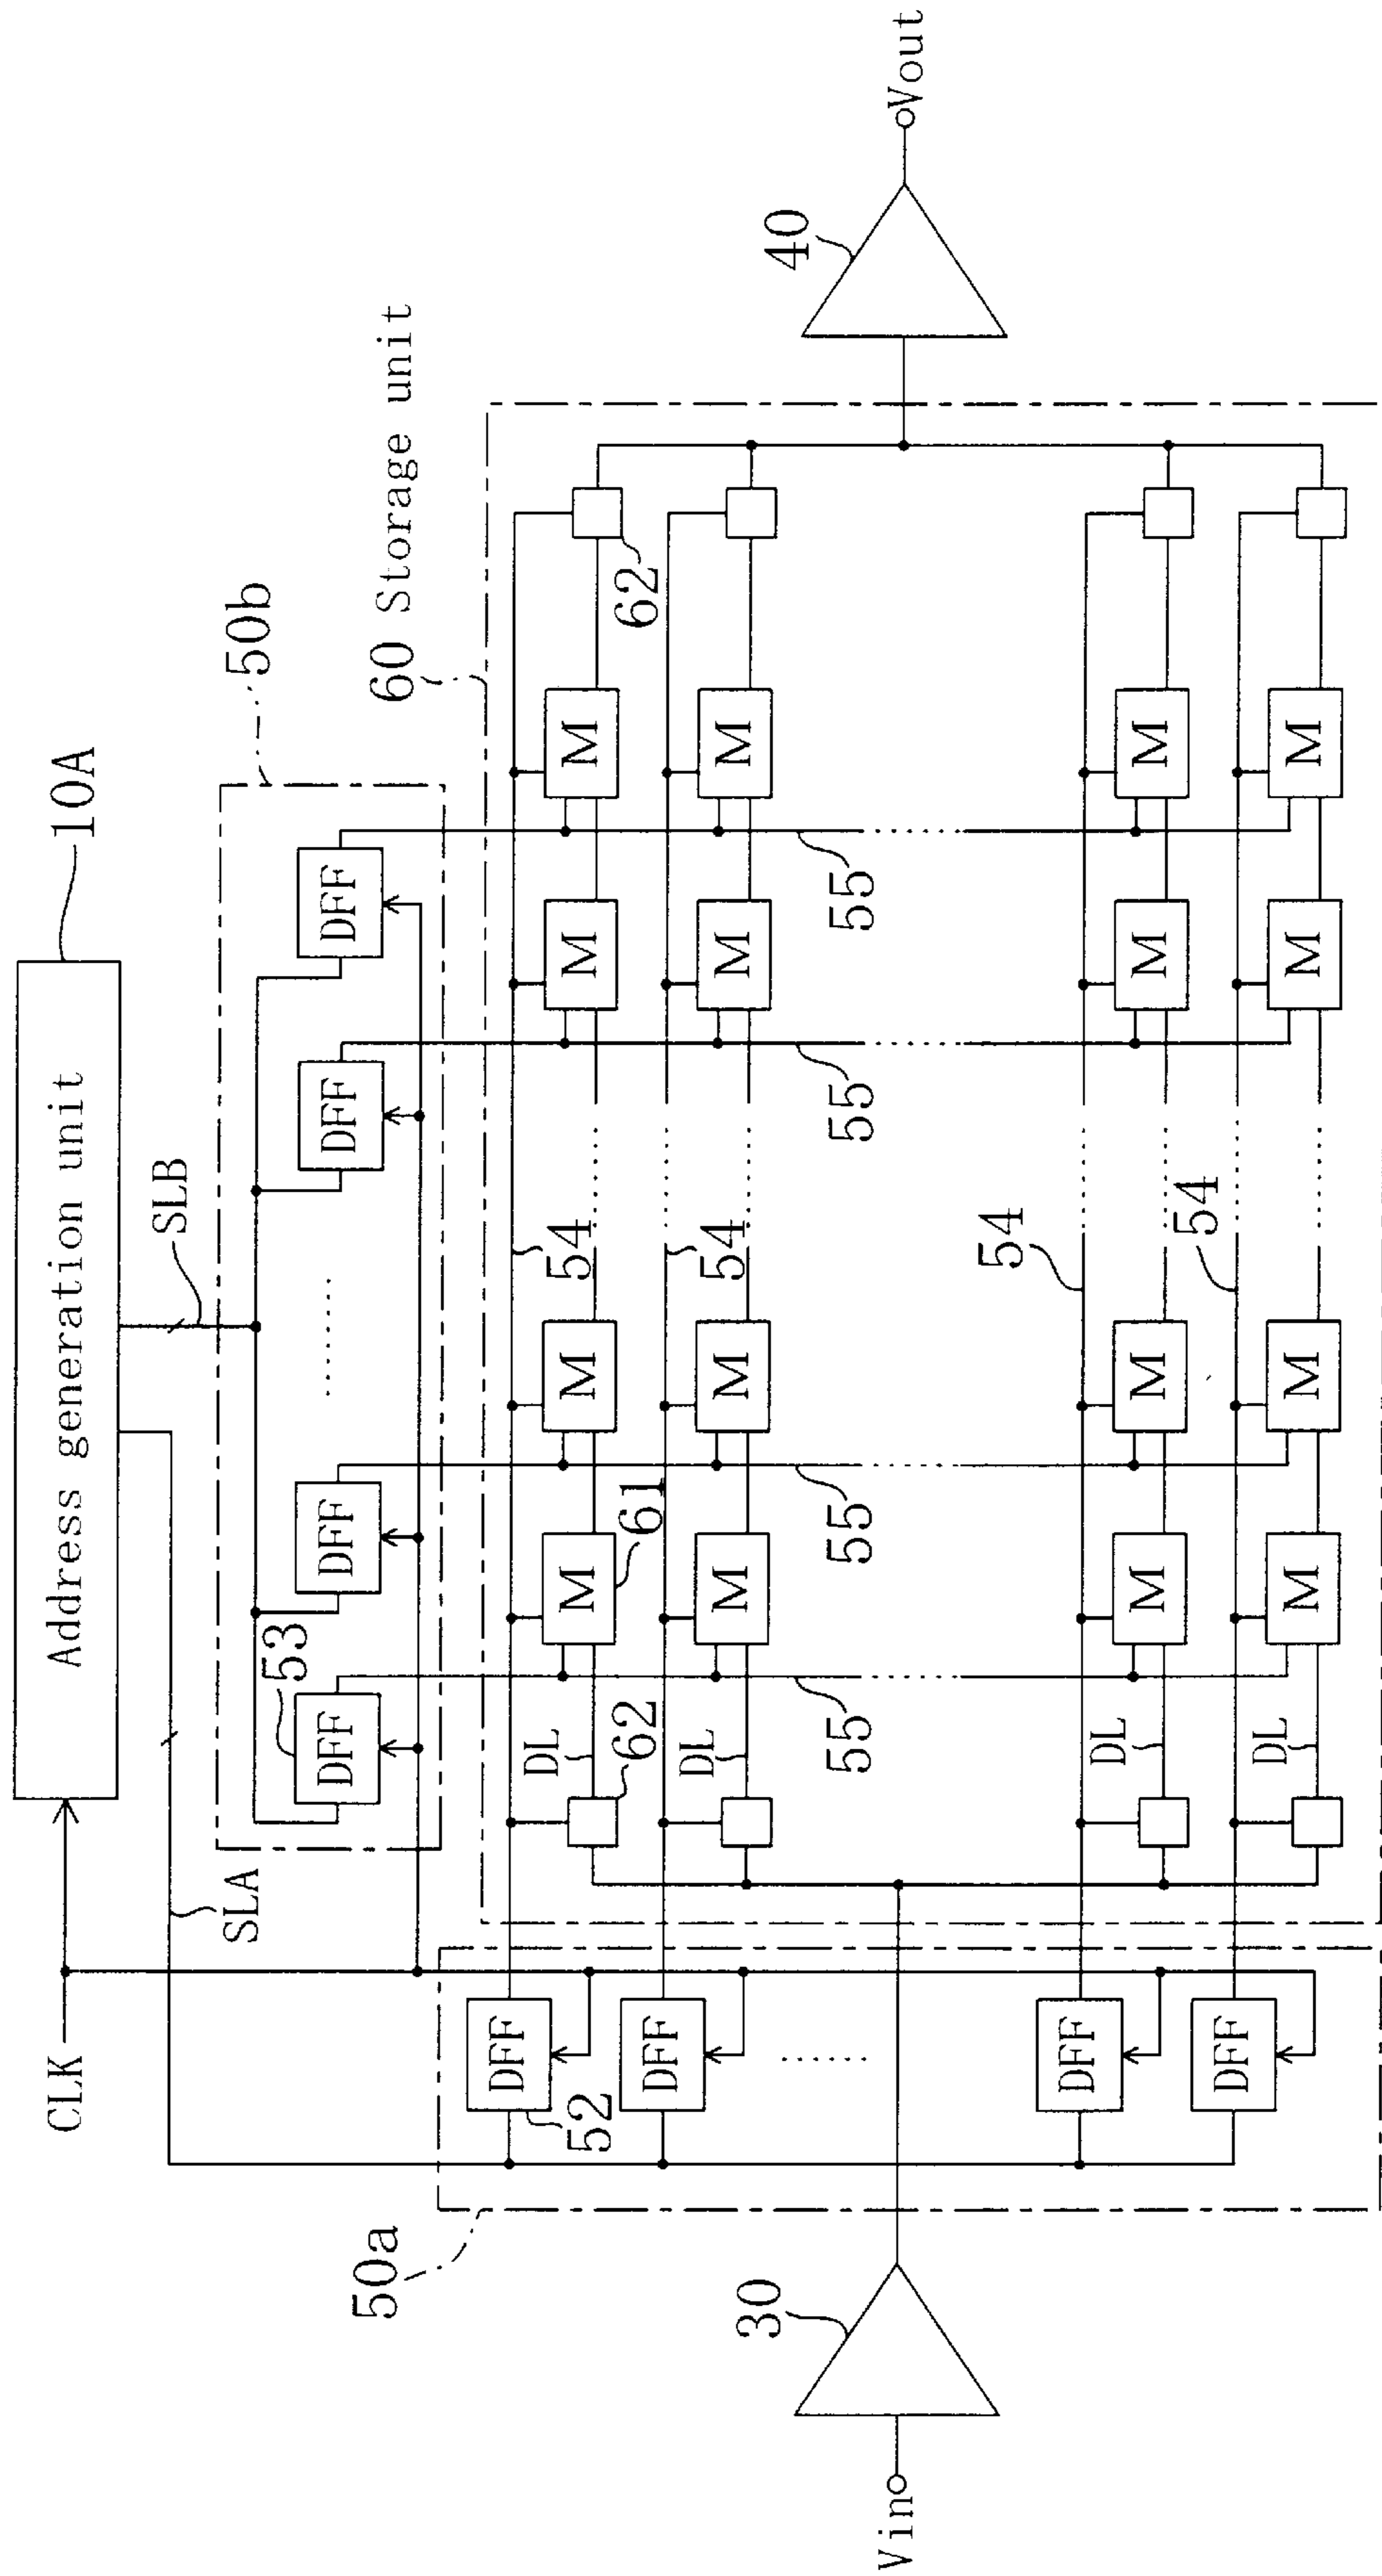 Address generation unit
10A
CLK
SLA
SLB
50b
53
DFF
DFF
DFF
DFF
60 Storage unit
50a
52
DFF
DFF
DFF
DFF
62
DL
61
M
M
54
M
M
62
DL
M
M
54
M
M
55
55
55
55
DL
M
M
54
M
M
DL
M
M
54
M
M
30
Vin
40
Vout